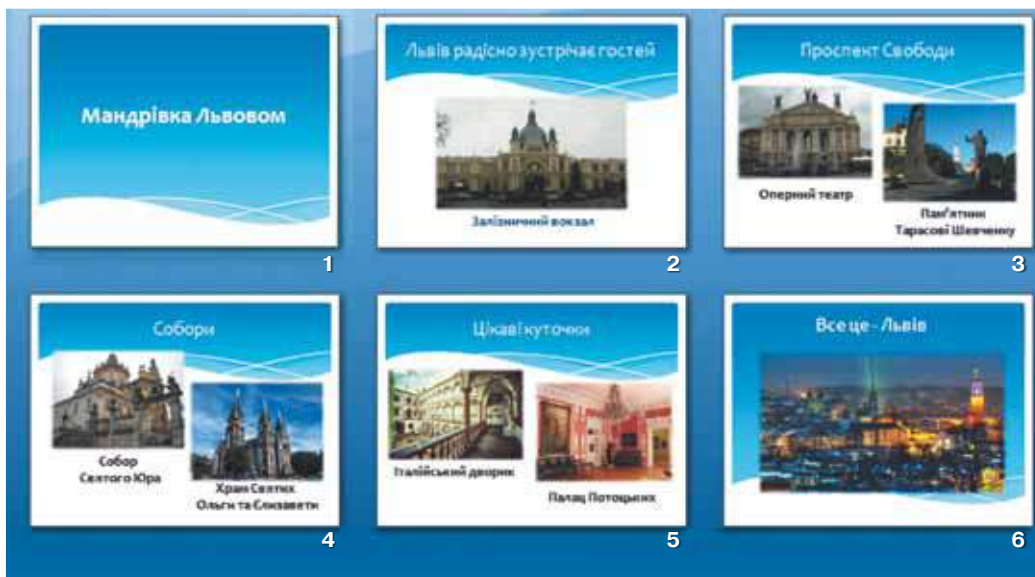 Мандрівка Львовом
1
Львів радісно зустрічає гостей
Залізничний вокзал
2
Проспект Свободи
Оперний театр
Пам'ятник
Тарасові Шевченку
3
Собори
Собор
Святого Юра
Храм Святих
Ольги та Єлизавети
4
Цікаві куточки
Італійський дворик
Палац Потоцьких
5
Все це - Львів
6